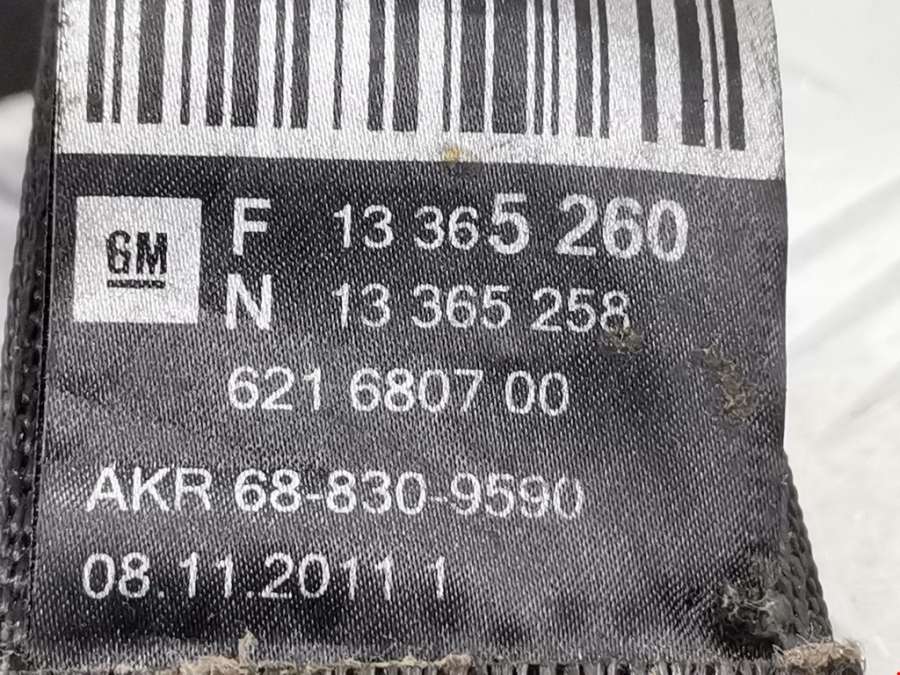 GM F 13 365 260
N 13 365 258
621 6807 00
AKR 68-830-9590
08.11.2011 1